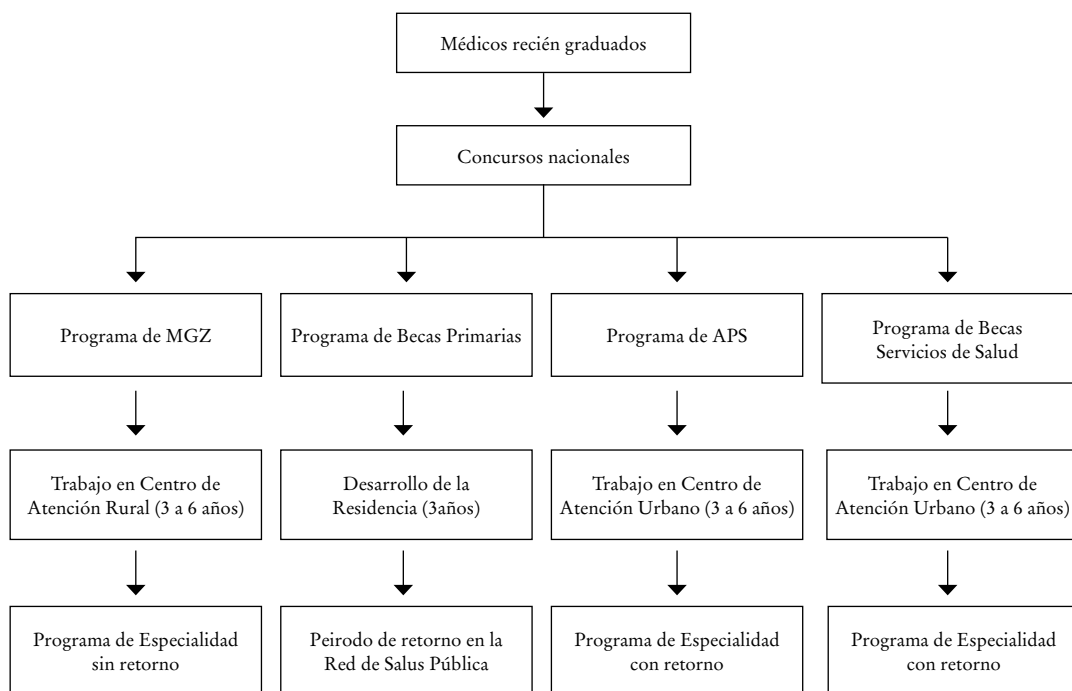 Médicos recién graduados
Concursos nacionales
Programa de MGZ
Programa de Becas Primarias
Programa de APS
Programa de Becas
Servicios de Salud
Trabajo en Centro de
Atención Rural (3 a 6 años)
Desarrollo de la
Residencia (3años)
Trabajo en Centro de
Atención Urbano (3 a 6 años)
Trabajo en Centro de
Atención Urbano (3 a 6 años)
Programa de Especialidad
sin retorno
Peirodo de retorno en la
Red de Salus Pública
Programa de Especialidad
con retorno
Programa de Especialidad
con retorno